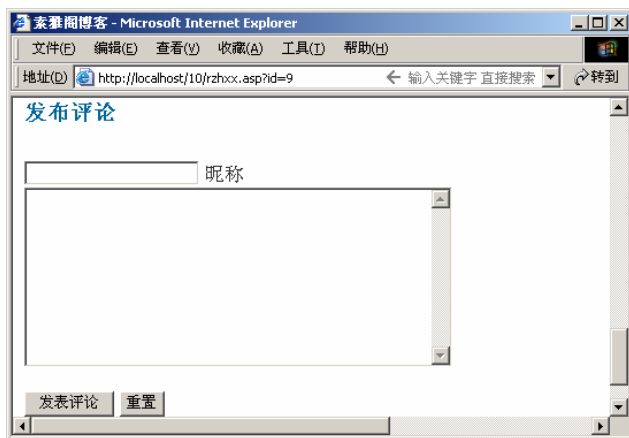 素雅阁博客 - Microsoft Internet Explorer
文件(F) 编辑(E) 查看(V) 收藏(A) 工具(T) 帮助(H)
地址(D) http://localhost/10/rzhxx.asp?id=9 输入关键字 直接搜索 转到
发布评论
昵称
发表评论 重置